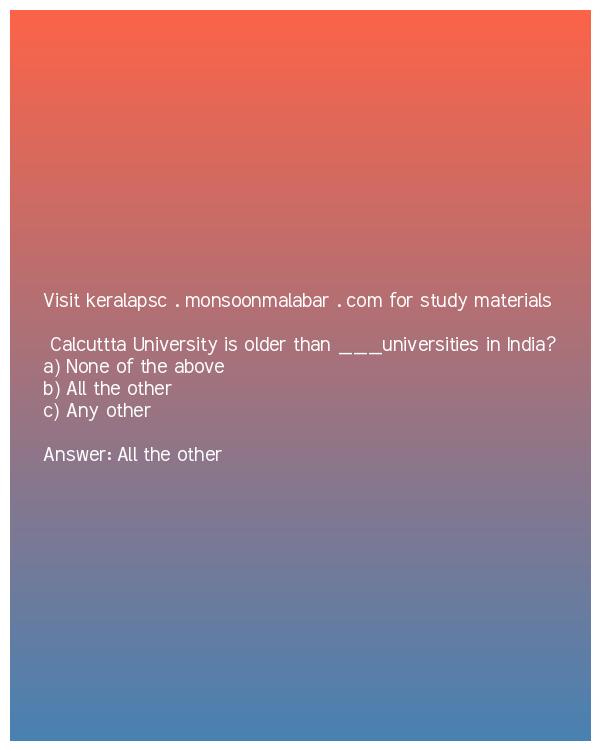 Visit keralapsc . monsoonmalabar . com for study materials
Calcuttta University is older than ___universities in India?
a) None of the above
b) All the other
c) Any other
Answer: All the other